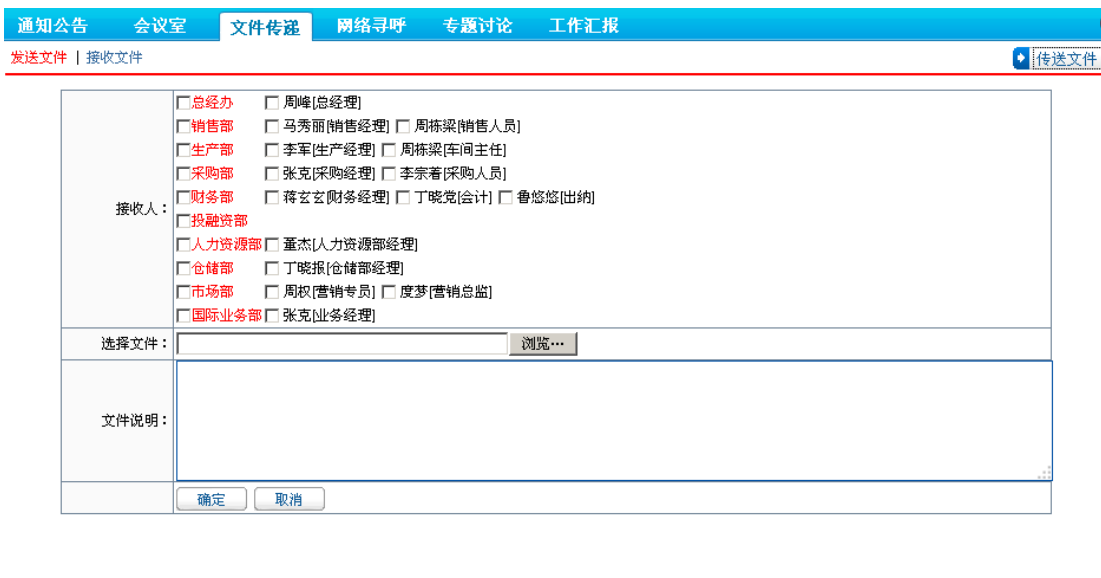 通知公告 会议室 文件传递 网络寻呼 专题讨论 工作汇报
发送文件 | 接收文件 传送文件
接收人：
总经办 周峰[总经理]
销售部 马秀丽[销售经理] 周栋梁[销售人员]
生产部 李军[生产经理] 周栋梁[车间主任]
采购部 张克[采购经理] 李宗着[采购人员]
财务部 蒋玄玄[财务经理] 丁晓党[会计] 鲁悠悠[出纳]
投融资部
人力资源部 董杰[人力资源部经理]
仓储部 丁晓报[仓储部经理]
市场部 周权[营销专员] 度梦[营销总监]
国际业务部 张克[业务经理]
选择文件： 浏览…
文件说明：
确定 取消